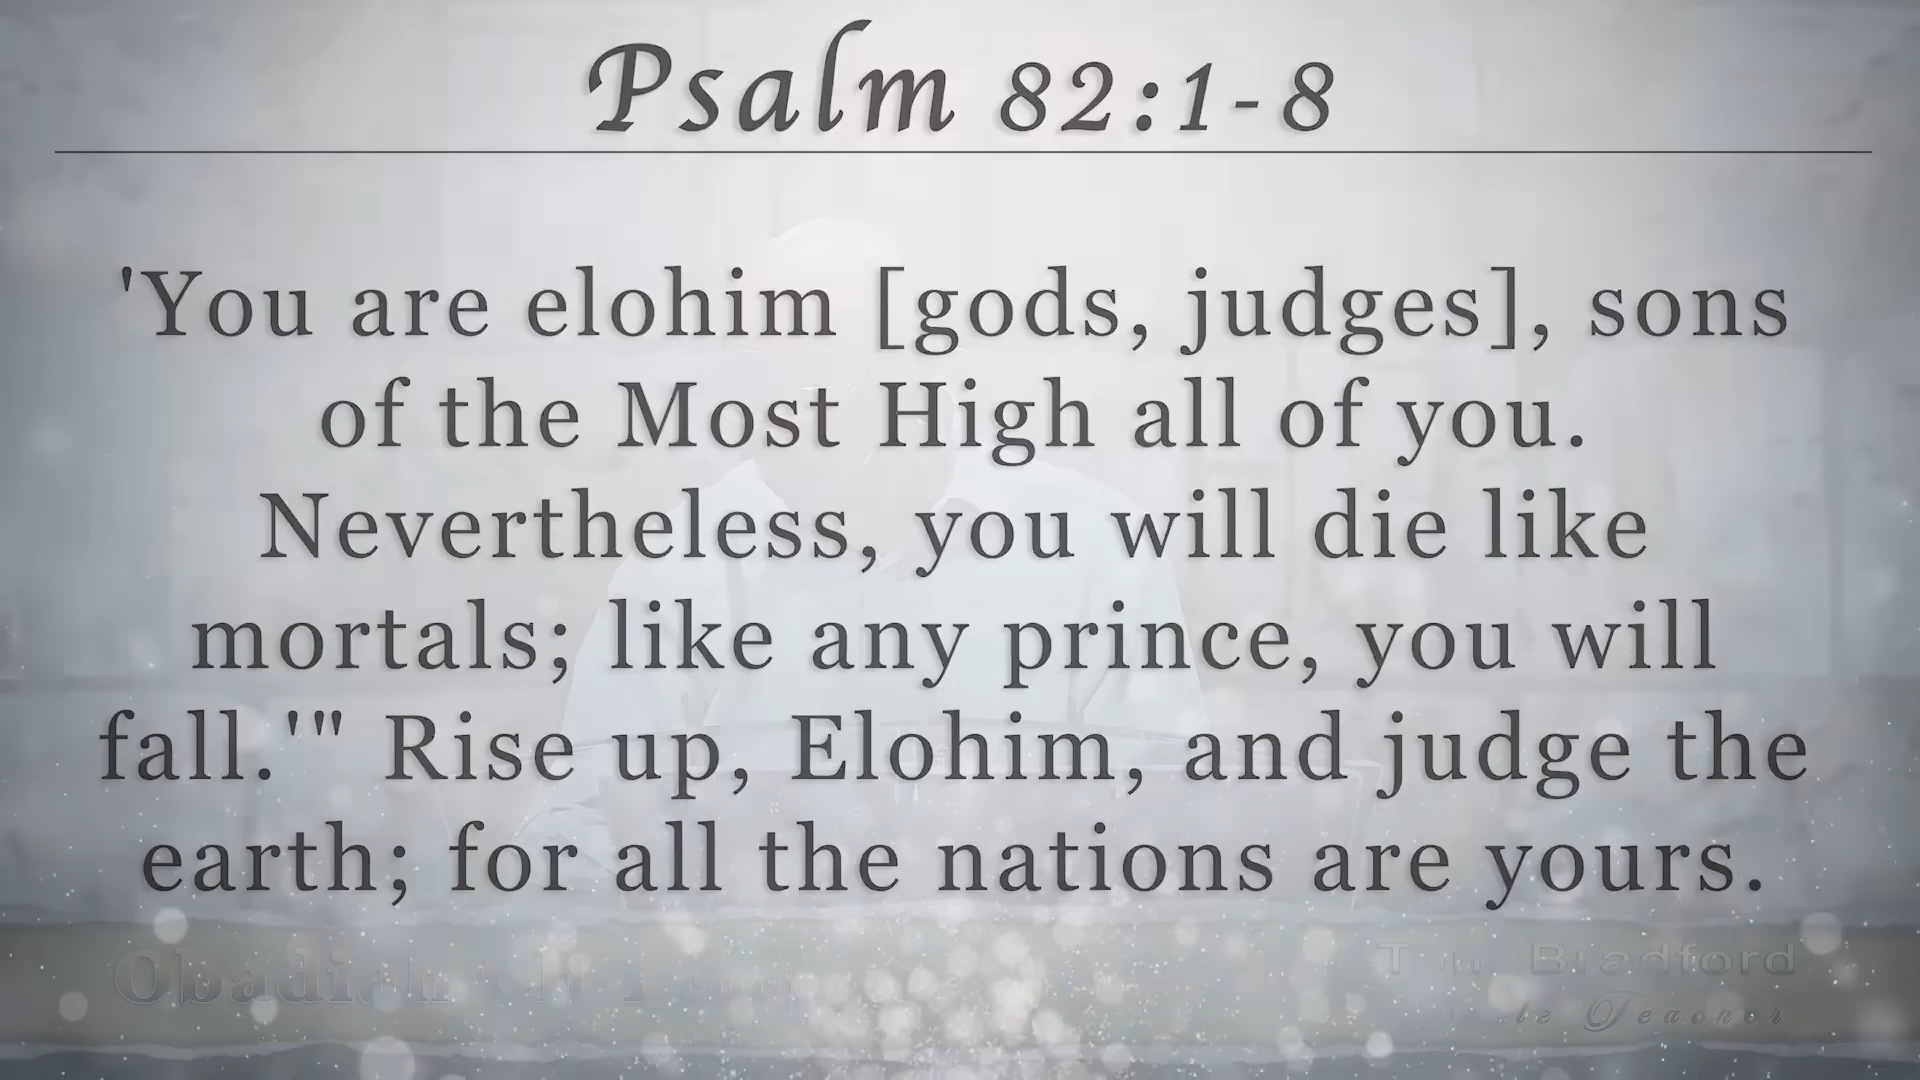 Psalm 82:1-8
'You are elohim [gods, judges], sons
of the Most High all of you.
Nevertheless, you will die like
mortals; like any prince, you will
fall.'" Rise up, Elohim, and judge the
earth; for all the nations are yours.
Obadiah
Bradford
Teacher